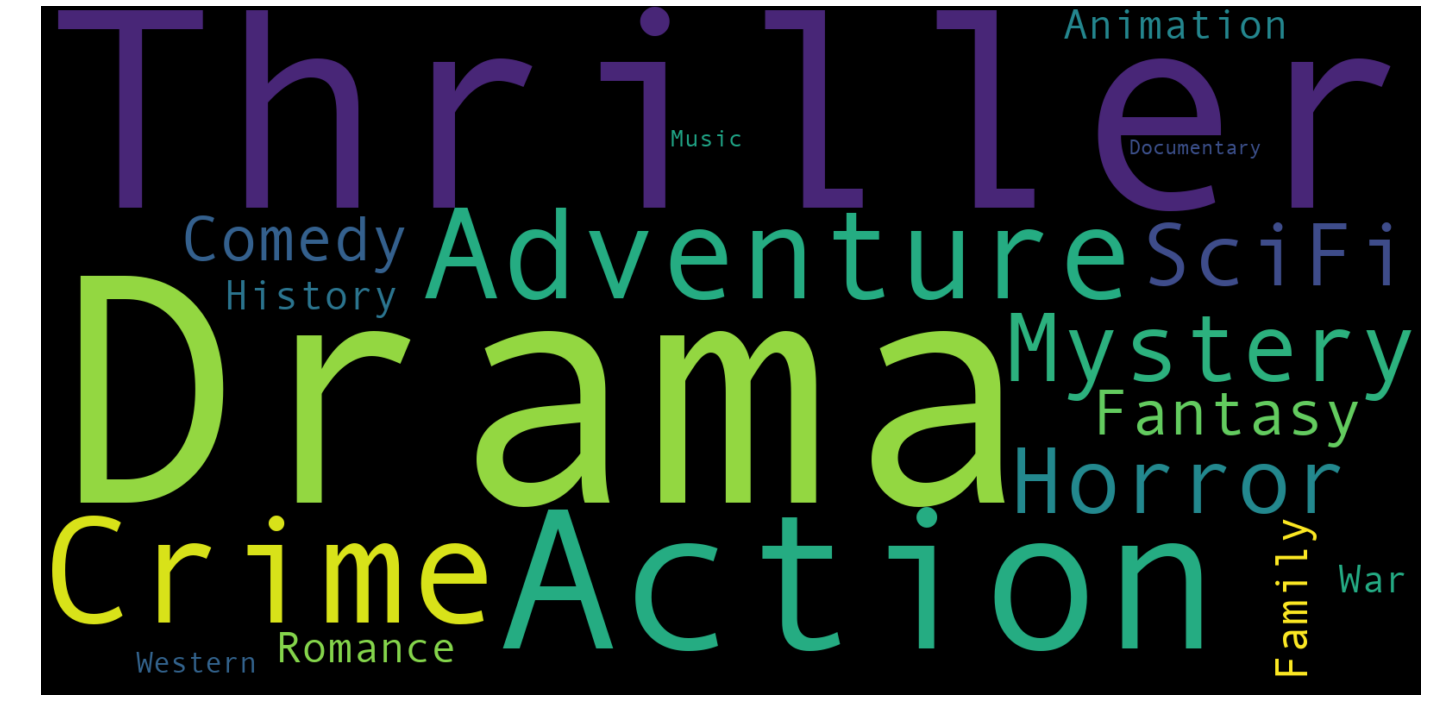 Thriller
Animation
Music
Documentary
Comedy
Adventure
SciFi
History
Drama
Mystery
Fantasy
Horror
Crime
Action
Family
War
Romance
Western